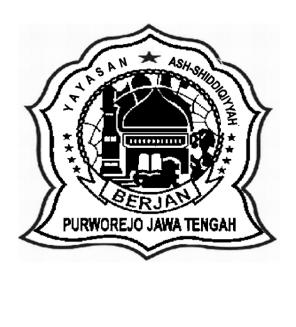 YAYASAN ★ ASH-SHIDDIQIYYAH
BERJAN
PURWOREJO JAWA TENGAH